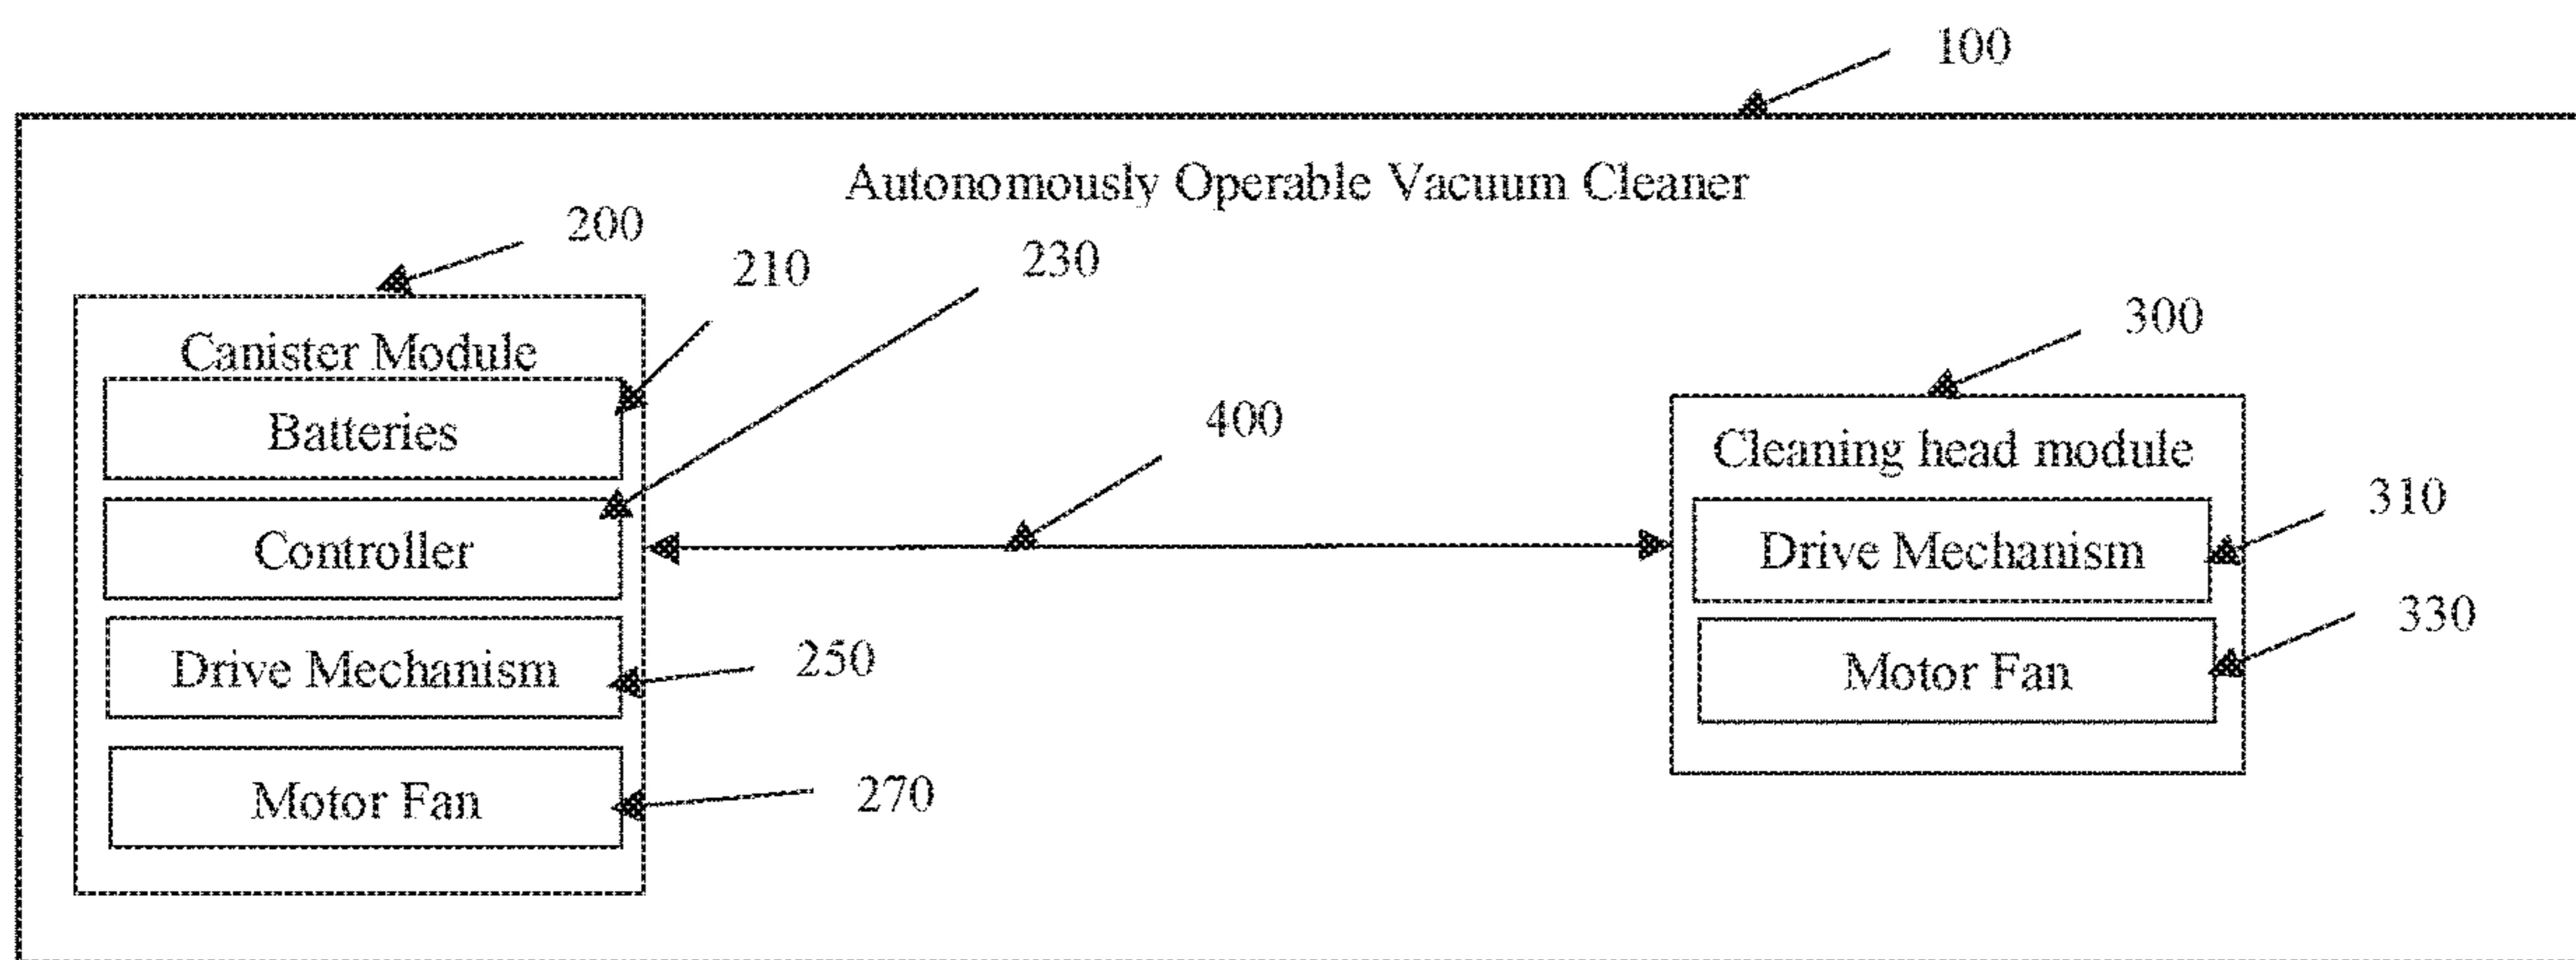 100
Autonomously Operable Vacuum Cleaner
200
210
230
300
Canister Module
400
Batteries
Cleaning head module
310
Controller
Drive Mechanism
330
Drive Mechanism
250
Motor Fan
Motor Fan
270